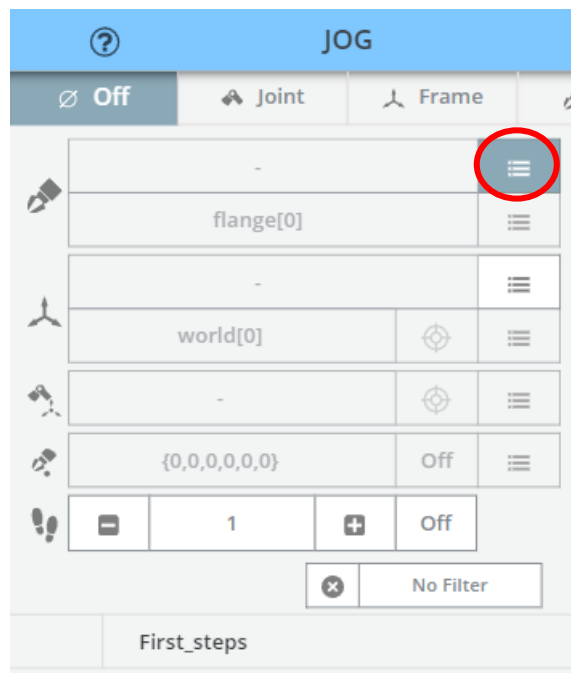 JOG
Off Joint Frame
-
flange[0]
-
world[0]
-
{0,0,0,0,0,0} Off
1 Off
No Filter
First_steps